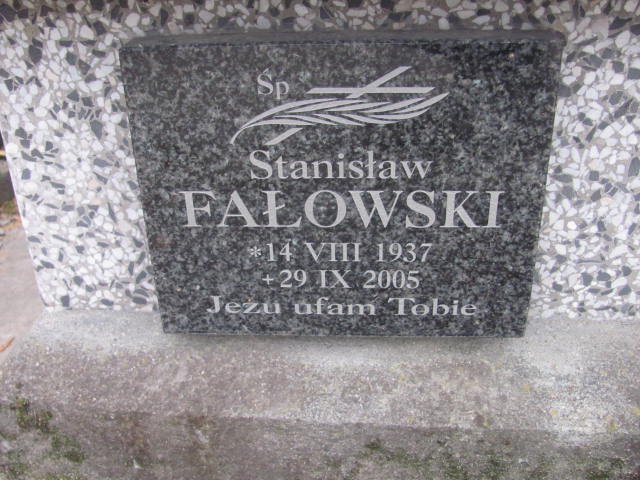 Śp
Stanisław
FAŁOWSKI
*14 VIII 1937
+29 IX 2005
Jezu ufam Tobie